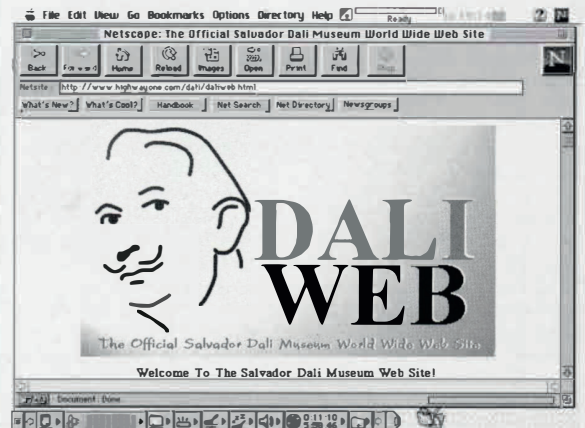 File Edit View Go Bookmarks Options Directory Help
Ready
Netscape: The Official Salvador Dali Museum World Wide Web Site
Back Forward Home Reload Images Open Print Find Stop
Netsite: http://www.highwayone.com/dali/daliweb.html
What's New? What's Cool? Handbook Net Search Net Directory Newsgroups
DALI
WEB
The Official Salvador Dali Museum World Wide Web Site
Welcome To The Salvador Dali Museum Web Site!
Document: Done.
0:11:10